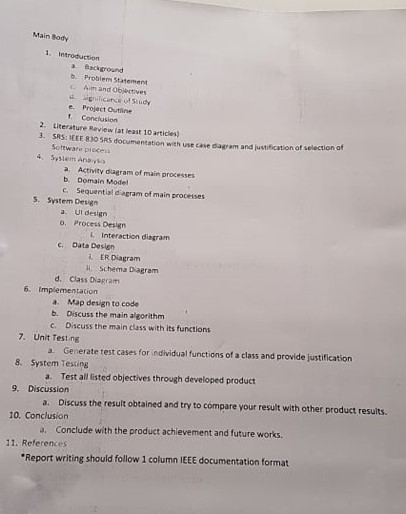 Main Body
1. Introduction
a. Background
b. Problem Statement
c. Aim and Objectives
d. Significance of Study
e. Project Outline
f. Conclusion
2. Literature Review (at least 10 articles)
3. SRS: IEEE 830 SRS documentation with use case diagram and justification of selection of
Software process
4. System Analysis
a. Activity diagram of main processes
b. Domain Model
c. Sequential diagram of main processes
5. System Design
a. UI design
b. Process Design
i. Interaction diagram
c. Data Design
i. ER Diagram
ii. Schema Diagram
d. Class Diagram
6. Implementation
a. Map design to code
b. Discuss the main algorithm
c. Discuss the main class with its functions
7. Unit Testing
a. Generate test cases for individual functions of a class and provide justification
8. System Testing
a. Test all listed objectives through developed product
9. Discussion
a. Discuss the result obtained and try to compare your result with other product results.
10. Conclusion
a. Conclude with the product achievement and future works.
11. References
*Report writing should follow 1 column IEEE documentation format